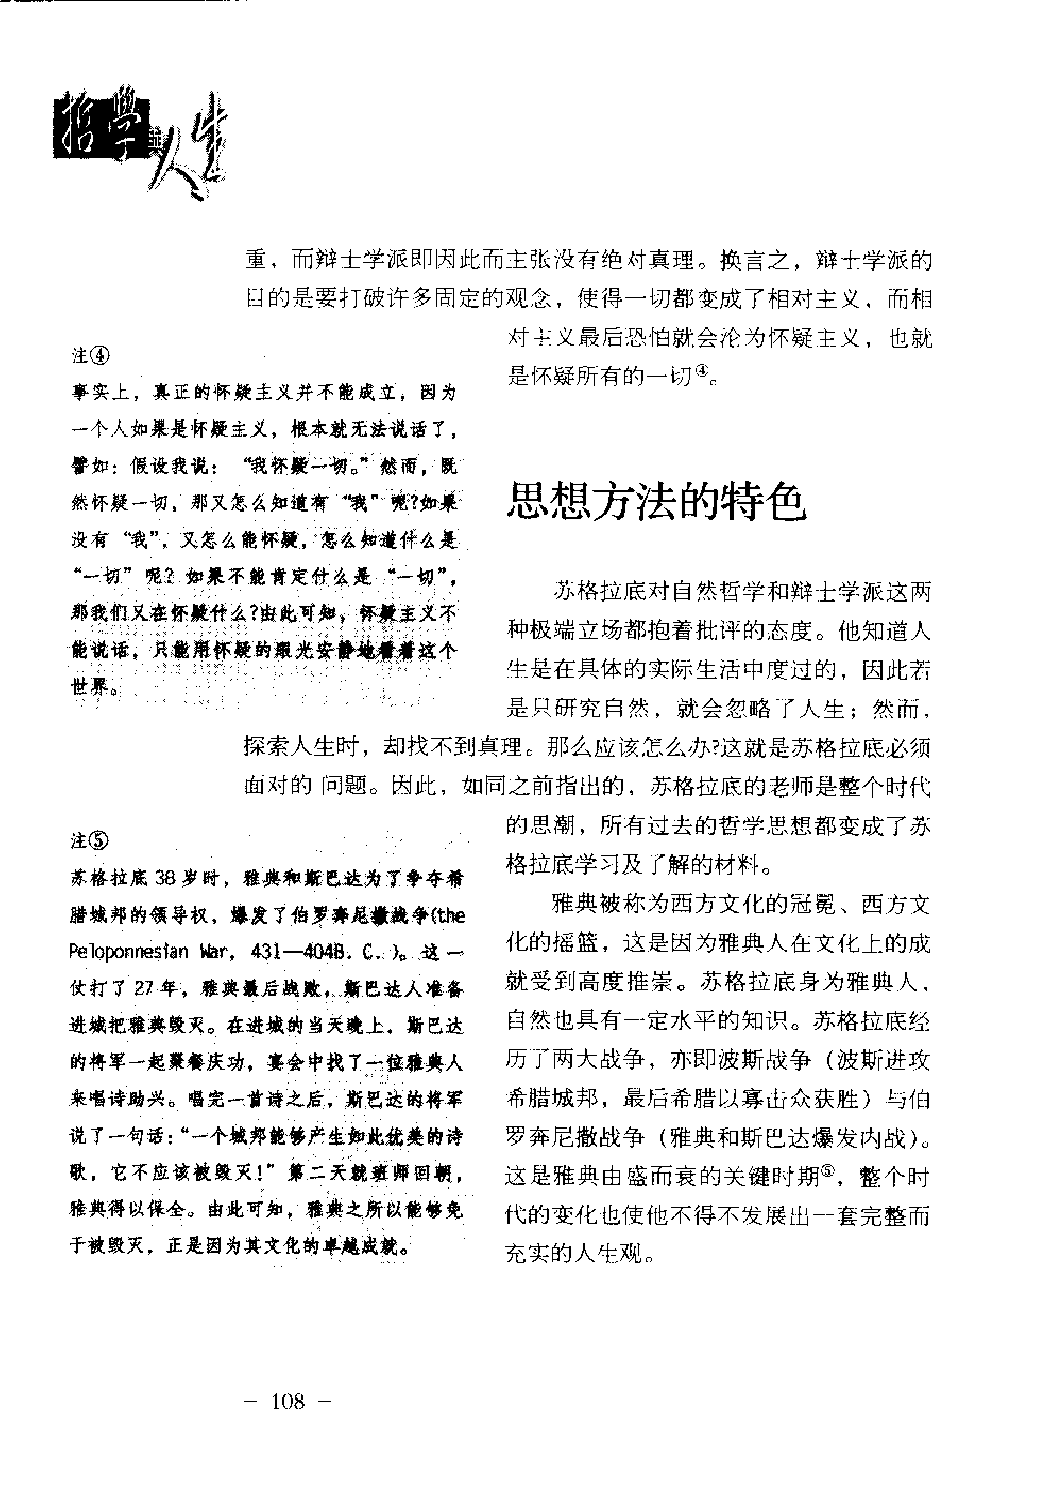 哲學與人生
重，而辩士学派即因此而主张没有绝对真理。换言之，辩士学派的
目的是要打破许多固定的观念，使得一切都变成了相对主义，而相
对主义最后恐怕就会沦为怀疑主义，也就
是怀疑所有的一切④。
注④
事实上，真正的怀疑主义并不能成立，因为
一个人如果是怀疑主义，根本就无法说话了，
譬如：假设我说：“我怀疑一切。”然而，既
然怀疑一切，那又怎么知道有“我”呢?如果
没有“我”，又怎么能怀疑，怎么知道什么是
“一切”呢？如果不能肯定什么是“一切”，
那我们又在怀疑什么?由此可知，怀疑主义不
能说话，只能用怀疑的眼光安静地看着这个
世界。
思想方法的特色
苏格拉底对自然哲学和辩士学派这两
种极端立场都抱着批评的态度。他知道人
生是在具体的实际生活中度过的，因此若
是只研究自然，就会忽略了人生；然而，
探索人生时，却找不到真理。那么应该怎么办?这就是苏格拉底必须
面对的 问题。因此，如同之前指出的，苏格拉底的老师是整个时代
的思潮，所有过去的哲学思想都变成了苏
格拉底学习及了解的材料。
注⑤
苏格拉底 38 岁时，雅典和斯巴达为了争夺希
腊城邦的领导权，爆发了伯罗奔尼撒战争(the
Peloponnesian War，431—404B．C．)。这一
仗打了 27 年，雅典最后战败，斯巴达人准备
进城把雅典毁灭。在进城的当天晚上，斯巴达
的将军一起聚餐庆功，宴会中找了一位雅典人
来唱诗助兴。唱完一首诗之后，斯巴达的将军
说了一句话：“一个城邦能够产生如此优美的诗
歌，它不应该被毁灭！”第二天就班师回朝，
雅典得以保全。由此可知，雅典之所以能够免
于被毁灭，正是因为其文化的卓越成就。
雅典被称为西方文化的冠冕、西方文
化的摇篮，这是因为雅典人在文化上的成
就受到高度推崇。苏格拉底身为雅典人，
自然也具有一定水平的知识。苏格拉底经
历了两大战争，亦即波斯战争（波斯进攻
希腊城邦，最后希腊以寡击众获胜）与伯
罗奔尼撒战争（雅典和斯巴达爆发内战）。
这是雅典由盛而衰的关键时期⑤，整个时
代的变化也使他不得不发展出一套完整而
充实的人生观。
－ 108 －